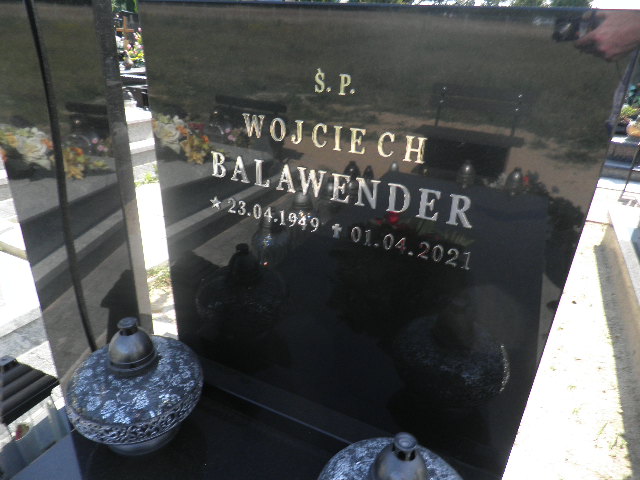 Ś. P.
WOJCIECH
BALAWENDER
★ 23.04.1949 ✝ 01.04.2021